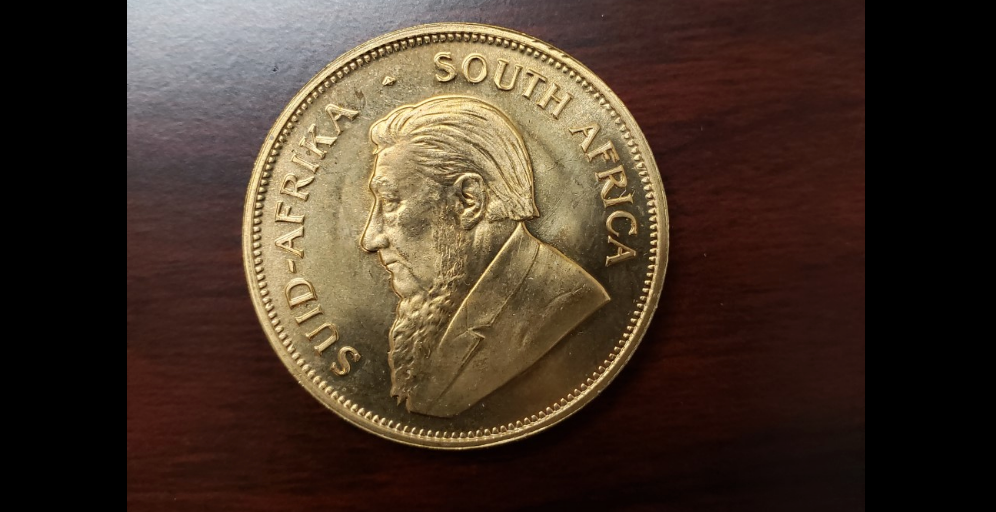 SUID-AFRIKA · SOUTH AFRICA